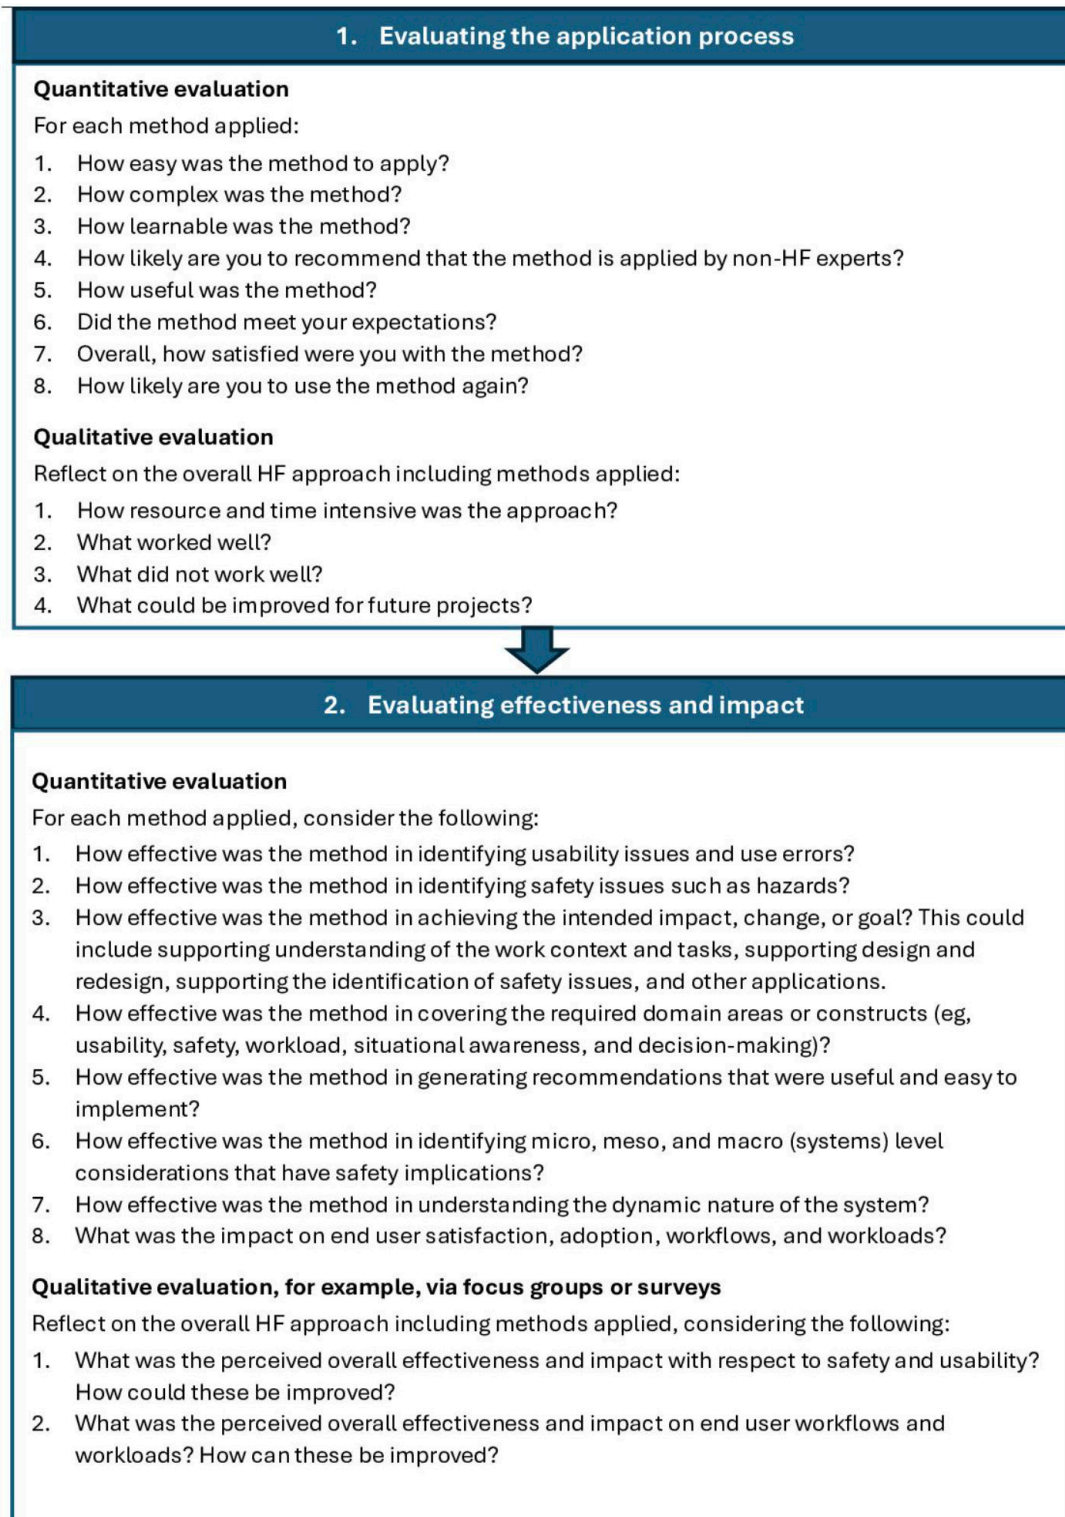 1. Evaluating the application process
Quantitative evaluation
For each method applied:
1. How easy was the method to apply?
2. How complex was the method?
3. How learnable was the method?
4. How likely are you to recommend that the method is applied by non-HF experts?
5. How useful was the method?
6. Did the method meet your expectations?
7. Overall, how satisfied were you with the method?
8. How likely are you to use the method again?
Qualitative evaluation
Reflect on the overall HF approach including methods applied:
1. How resource and time intensive was the approach?
2. What worked well?
3. What did not work well?
4. What could be improved for future projects?
2. Evaluating effectiveness and impact
Quantitative evaluation
For each method applied, consider the following:
1. How effective was the method in identifying usability issues and use errors?
2. How effective was the method in identifying safety issues such as hazards?
3. How effective was the method in achieving the intended impact, change, or goal? This could
include supporting understanding of the work context and tasks, supporting design and
redesign, supporting the identification of safety issues, and other applications.
4. How effective was the method in covering the required domain areas or constructs (eg,
usability, safety, workload, situational awareness, and decision-making)?
5. How effective was the method in generating recommendations that were useful and easy to
implement?
6. How effective was the method in identifying micro, meso, and macro (systems) level
considerations that have safety implications?
7. How effective was the method in understanding the dynamic nature of the system?
8. What was the impact on end user satisfaction, adoption, workflows, and workloads?
Qualitative evaluation, for example, via focus groups or surveys
Reflect on the overall HF approach including methods applied, considering the following:
1. What was the perceived overall effectiveness and impact with respect to safety and usability?
How could these be improved?
2. What was the perceived overall effectiveness and impact on end user workflows and
workloads? How can these be improved?